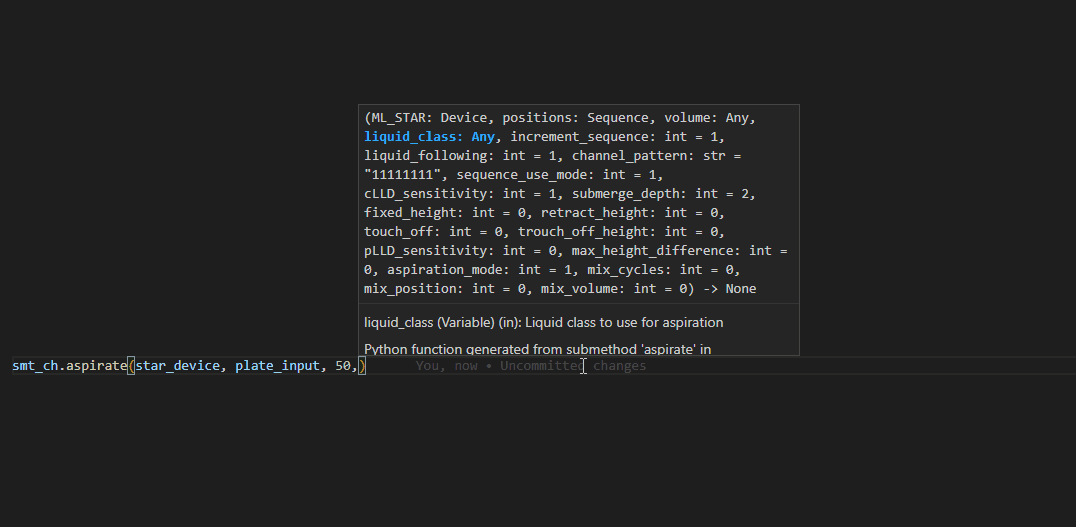 (ML_STAR: Device, positions: Sequence, volume: Any,
liquid_class: Any, increment_sequence: int = 1,
liquid_following: int = 1, channel_pattern: str =
"11111111", sequence_use_mode: int = 1,
cLLD_sensitivity: int = 1, submerge_depth: int = 2,
fixed_height: int = 0, retract_height: int = 0,
touch_off: int = 0, trouch_off_height: int = 0,
pLLD_sensitivity: int = 0, max_height_difference: int =
0, aspiration_mode: int = 1, mix_cycles: int = 0,
mix_position: int = 0, mix_volume: int = 0) -> None
liquid_class (Variable) (in): Liquid class to use for aspiration
Python function generated from submethod 'aspirate' in
smt_ch.aspirate(star_device, plate_input, 50,) You, now • Uncommitted changes